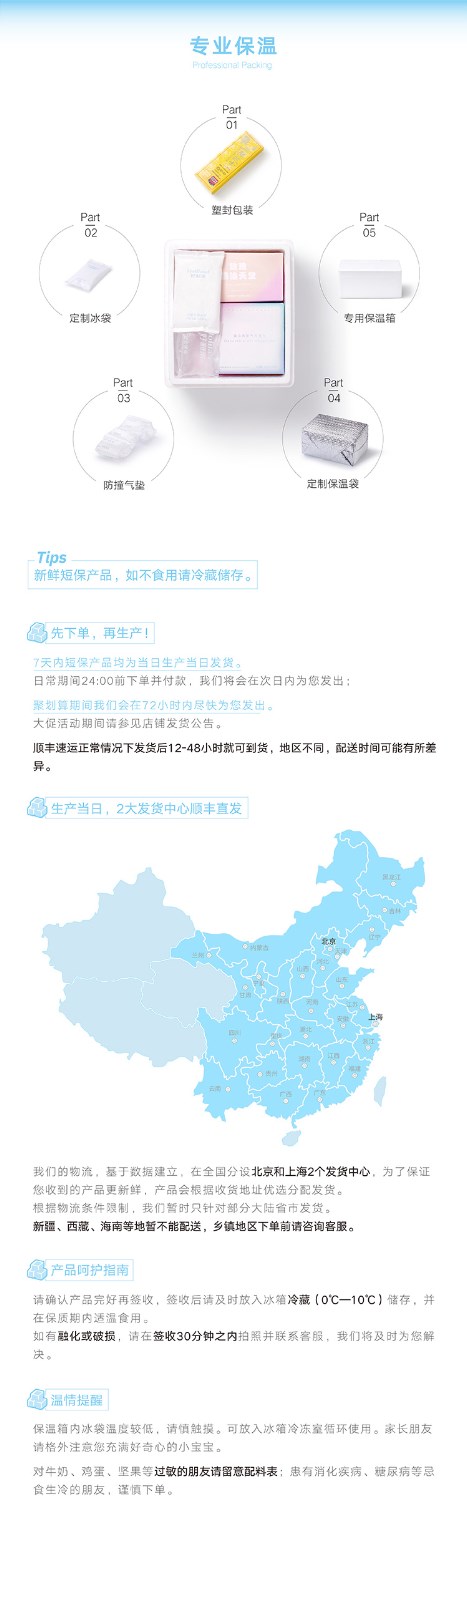 专业保温
Professional Packing
Part
01
塑封包装
Part
02
定制冰袋
Part
05
专用保温箱
Part
03
防撞气垫
Part
04
定制保温袋
Tips
新鲜短保产品，如不食用请冷藏储存。
先下单，再生产！
7天内短保产品均为当日生产当日发货。
日常期间24:00前下单并付款，我们将会在次日内为您发出；
聚划算期间我们会在72小时内尽快为您发出。
大促活动期间请参见店铺发货公告。
顺丰速运正常情况下发货后12-48小时就可到货，地区不同，配送时间可能有所差
异。
生产当日，2大发货中心顺丰直发
黑龙江
吉林
辽宁
北京
内蒙古
上海
四川
云南
贵州
湖南
江西
福建
浙江
安徽
广西
我们的物流，基于数据建立，在全国分设北京和上海2个发货中心，为了保证
您收到的产品更新鲜，产品会根据收货地址优选分配发货。
根据物流条件限制，我们暂时只针对部分大陆省市发货。
新疆、西藏、海南等地暂不能配送，乡镇地区下单前请咨询客服。
产品呵护指南
请确认产品完好再签收，签收后请及时放入冰箱冷藏（0℃—10℃）储存，并
在保质期内适温食用。
如有融化或破损，请在签收30分钟之内拍照并联系客服，我们将及时为您解
决。
温情提醒
保温箱内冰袋温度较低，请慎触摸。可放入冰箱冷冻室循环使用。家长朋友
请格外注意您充满好奇心的小宝宝。
对牛奶、鸡蛋、坚果等过敏的朋友请留意配料表；患有消化疾病、糖尿病等忌
食生冷的朋友，谨慎下单。